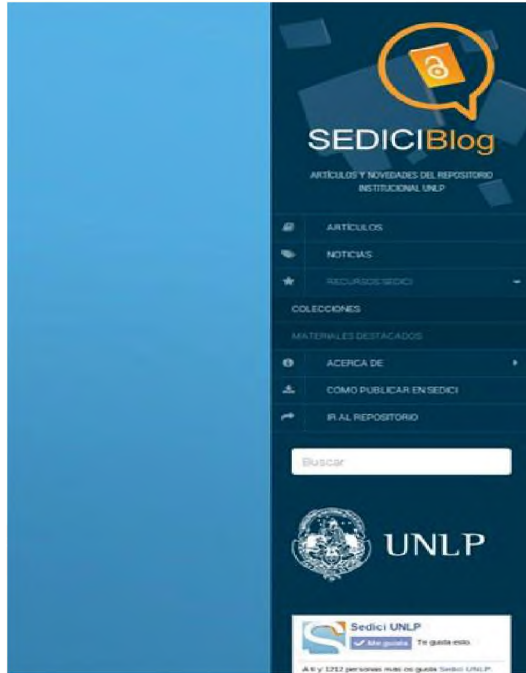 SEDICIBlog
ARTÍCULOS Y NOVEDADES DEL REPOSITORIO
INSTITUCIONAL UNLP
ARTÍCULOS
NOTICIAS
RECURSOS SEDICI
COLECCIONES
MATERIALES DESTACADOS
ACERCA DE
COMO PUBLICAR EN SEDICI
IR AL REPOSITORIO
Buscar
UNLP
Sedici UNLP
Me gusta Te gusta esto.
A ti y 1212 personas más os gusta Sedici UNLP.